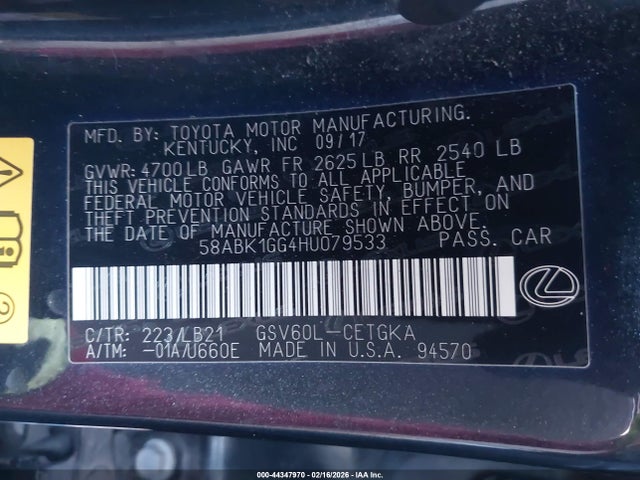 MFD. BY: TOYOTA MOTOR MANUFACTURING.
KENTUCKY, INC 09/17
GVWR: 4700LB GAWR FR 2625LB RR 2540 LB
THIS VEHICLE CONFORMS TO ALL APPLICABLE
FEDERAL MOTOR VEHICLE SAFETY, BUMPER, AND
THEFT PREVENTION STANDARDS IN EFFECT ON
THE DATE OF MANUFACTURE SHOWN ABOVE.
58ABK1GG4HU079533 PASS. CAR
C/TR: 223/LB21 GSV60L-CETGKA
A/TM: -01A/U660E MADE IN U.S.A. 94570
2
000-44347970 - 02/16/2026 - IAA Inc.